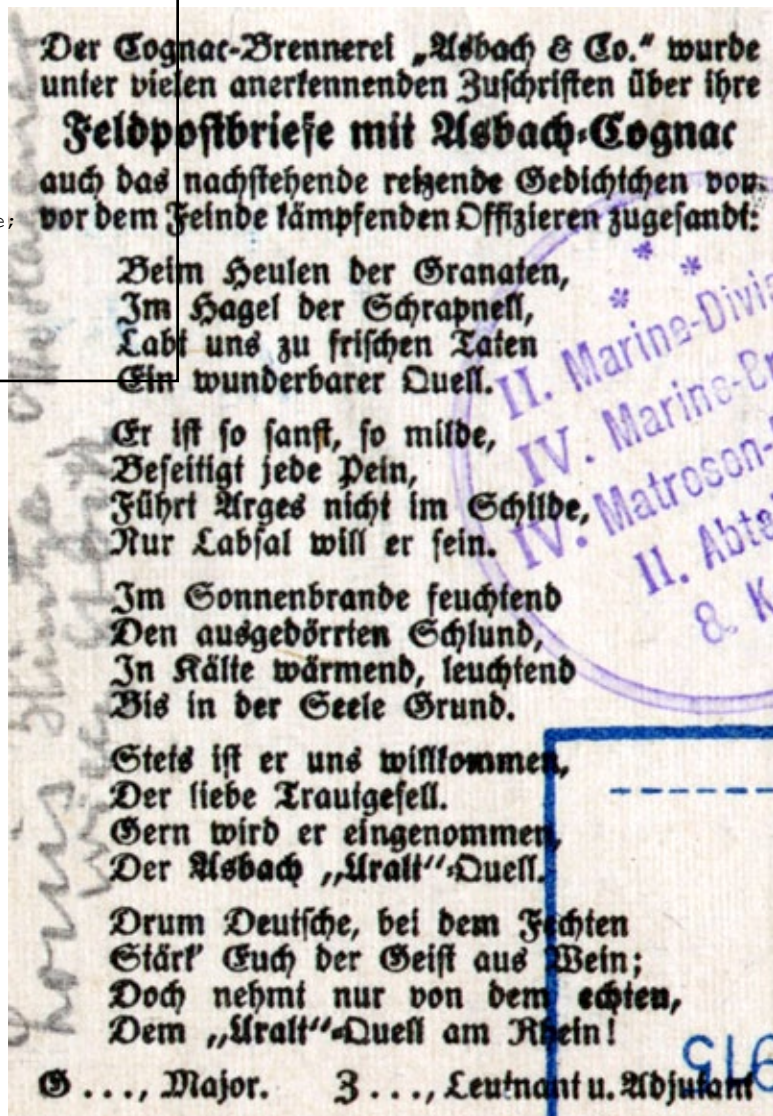 Der Cognac-Brennerei „Asbach & Co.“ wurde
unter vielen anerkennenden Zuschriften über ihre
Feldpostbriefe mit Asbach-Cognac
auch das nachstehende reizende Gedichtchen von
vor dem Feinde kämpfenden Offizieren zugesandt:
Beim Heulen der Granaten,
Im Hagel der Schrapnell,
Labt uns zu frischen Taten
Ein wunderbarer Quell.
Er ist so sanft, so milde,
Beseitigt jede Pein,
Führt Arges nicht im Schilde,
Nur Labsal will er sein.
Im Sonnenbrande feuchtend
Den ausgedörrten Schlund,
In Kälte wärmend, leuchtend
Bis in der Seele Grund.
Stets ist er uns willkommen,
Der liebe Trautgesell.
Gern wird er eingenommen,
Der Asbach „Uralt“-Quell.
Drum Deutsche, bei dem Fechten
Stärk' Euch der Geist aus Wein;
Doch nehmt nur von dem echten,
Dem „Uralt“-Quell am Rhein!
G ..., Major. Z ..., Leutnant u. Adjutant
II. Marine-Divis
IV. Marine-Br
IV. Matrosen-
II. Abte
8. K
915
e;